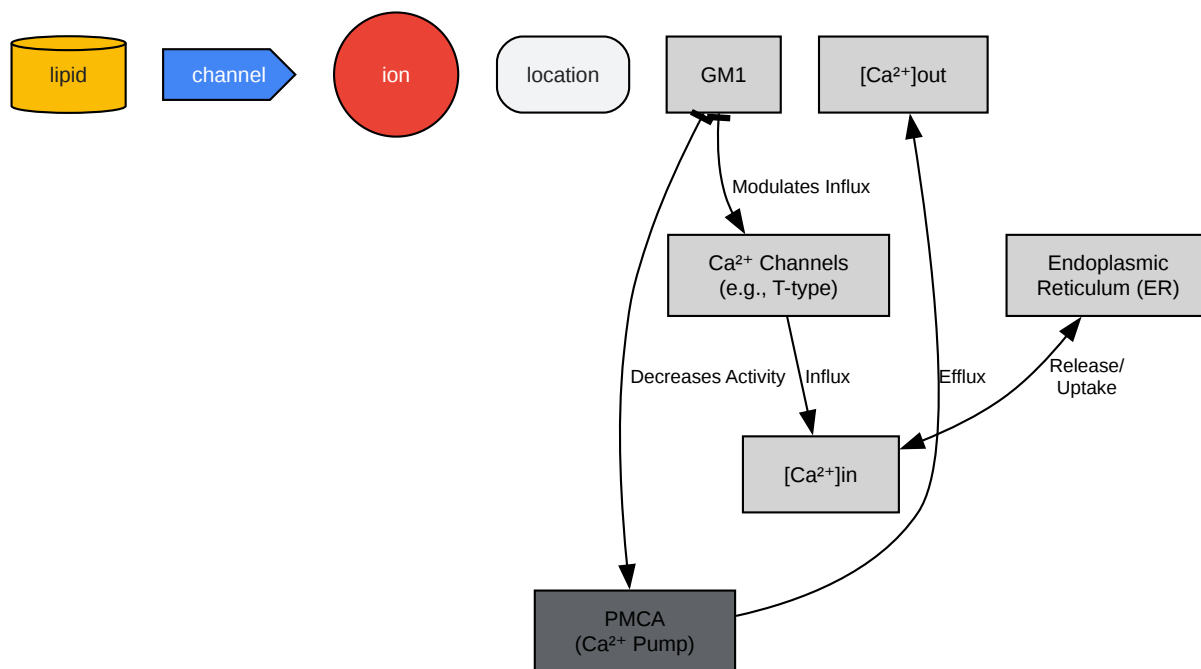 lipid
channel
ion
location
GM1
[Ca²⁺]out
Modulates Influx
Ca²⁺ Channels
(e.g., T-type)
Endoplasmic
Reticulum (ER)
Decreases Activity
Influx
Efflux
Release/
Uptake
[Ca²⁺]in
PMCA
(Ca²⁺ Pump)